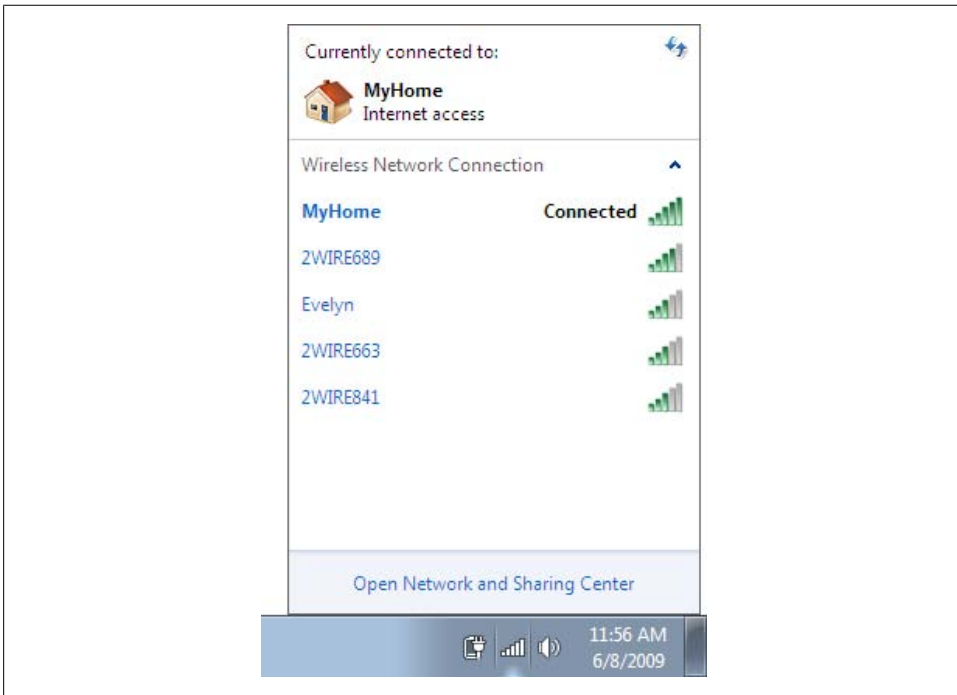 Currently connected to:
MyHome
Internet access
Wireless Network Connection
MyHome Connected
2WIRE689
Evelyn
2WIRE663
2WIRE841
Open Network and Sharing Center
11:56 AM
6/8/2009